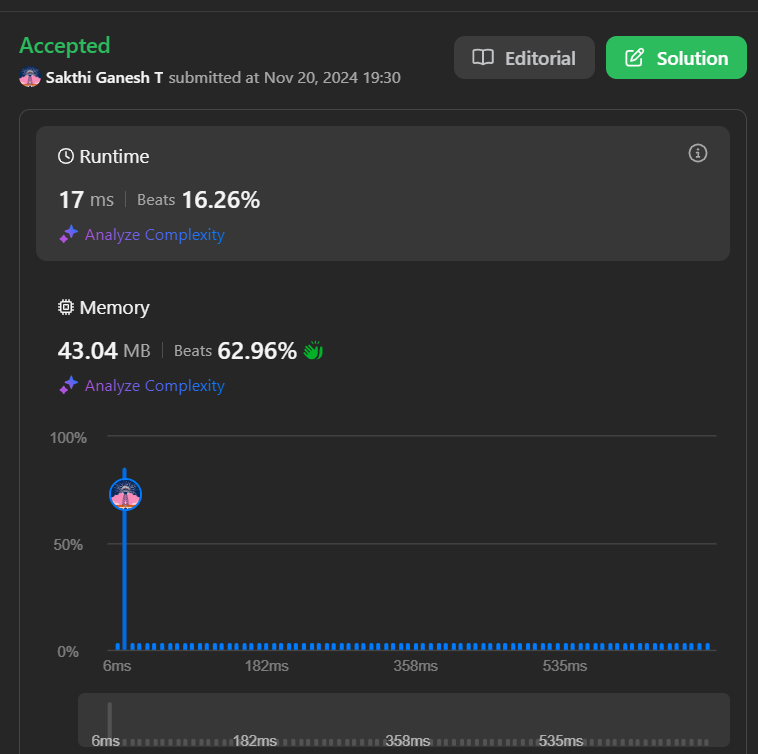 Accepted
Editorial
Solution
Sakthi Ganesh T submitted at Nov 20, 2024 19:30
Runtime
17 ms | Beats 16.26%
Analyze Complexity
Memory
43.04 MB | Beats 62.96%
Analyze Complexity
100%
50%
0%
6ms 182ms 358ms 535ms
6ms 182ms 358ms 535ms